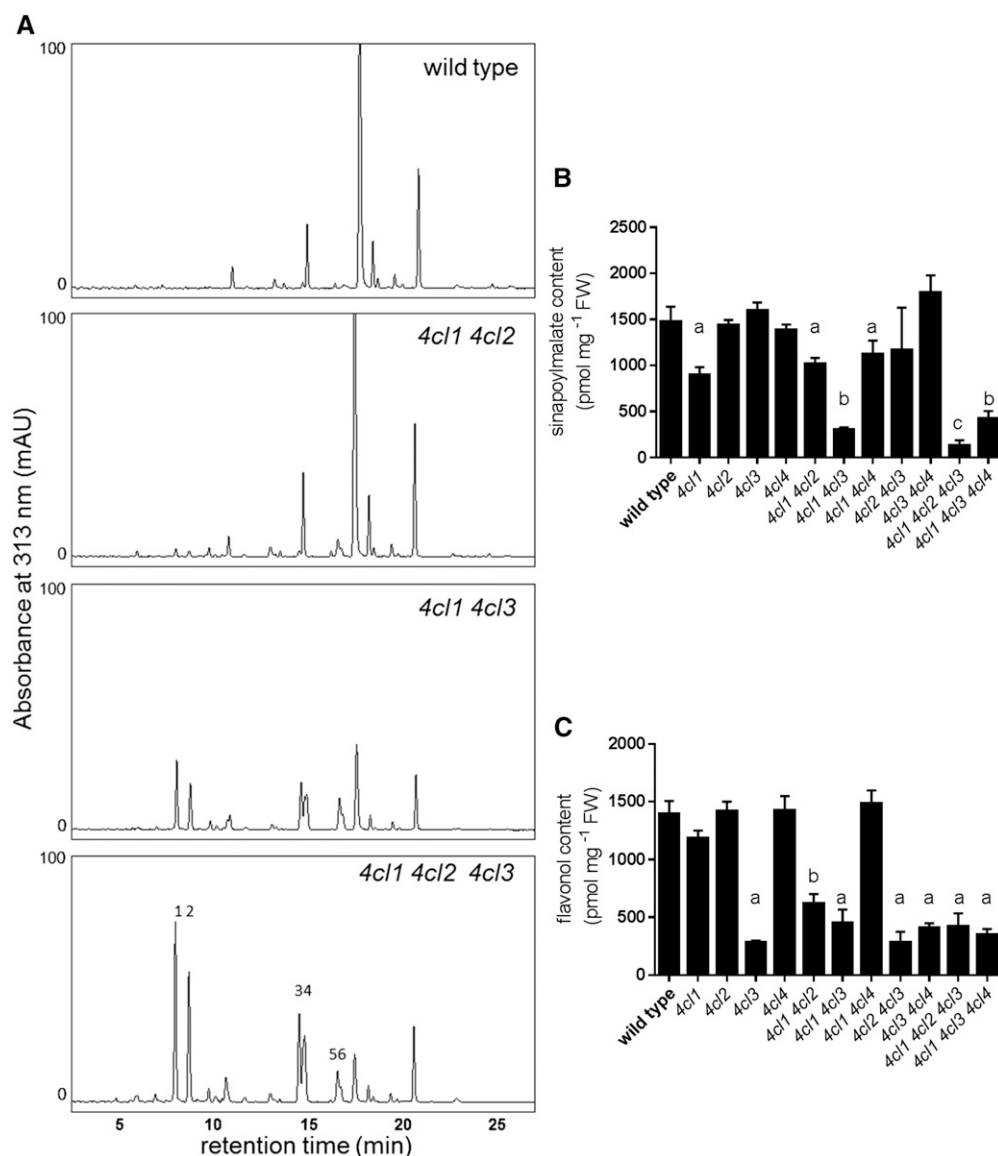 A
100
wild type
0
100
4cl1 4cl2
0
100
4cl1 4cl3
0
100
4cl1 4cl2 4cl3
1 2
34
56
0
5 10 15 20 25
retention time (min)
Absorbance at 313 nm (mAU)
B
2500
2000
1500
1000
500
0
sinapoylmalate content
(pmol mg -1 FW)
a a b a c b
wild type
4cl1
4cl2
4cl3
4cl4
4cl1 4cl2
4cl1 4cl3
4cl1 4cl4
4cl2 4cl3
4cl3 4cl4
4cl1 4cl2 4cl3
4cl1 4cl3 4cl4
C
2000
1500
1000
500
0
flavonol content
(pmol mg -1 FW)
a b a a a a a
wild type
4cl1
4cl2
4cl3
4cl4
4cl1 4cl2
4cl1 4cl3
4cl1 4cl4
4cl2 4cl3
4cl3 4cl4
4cl1 4cl2 4cl3
4cl1 4cl3 4cl4